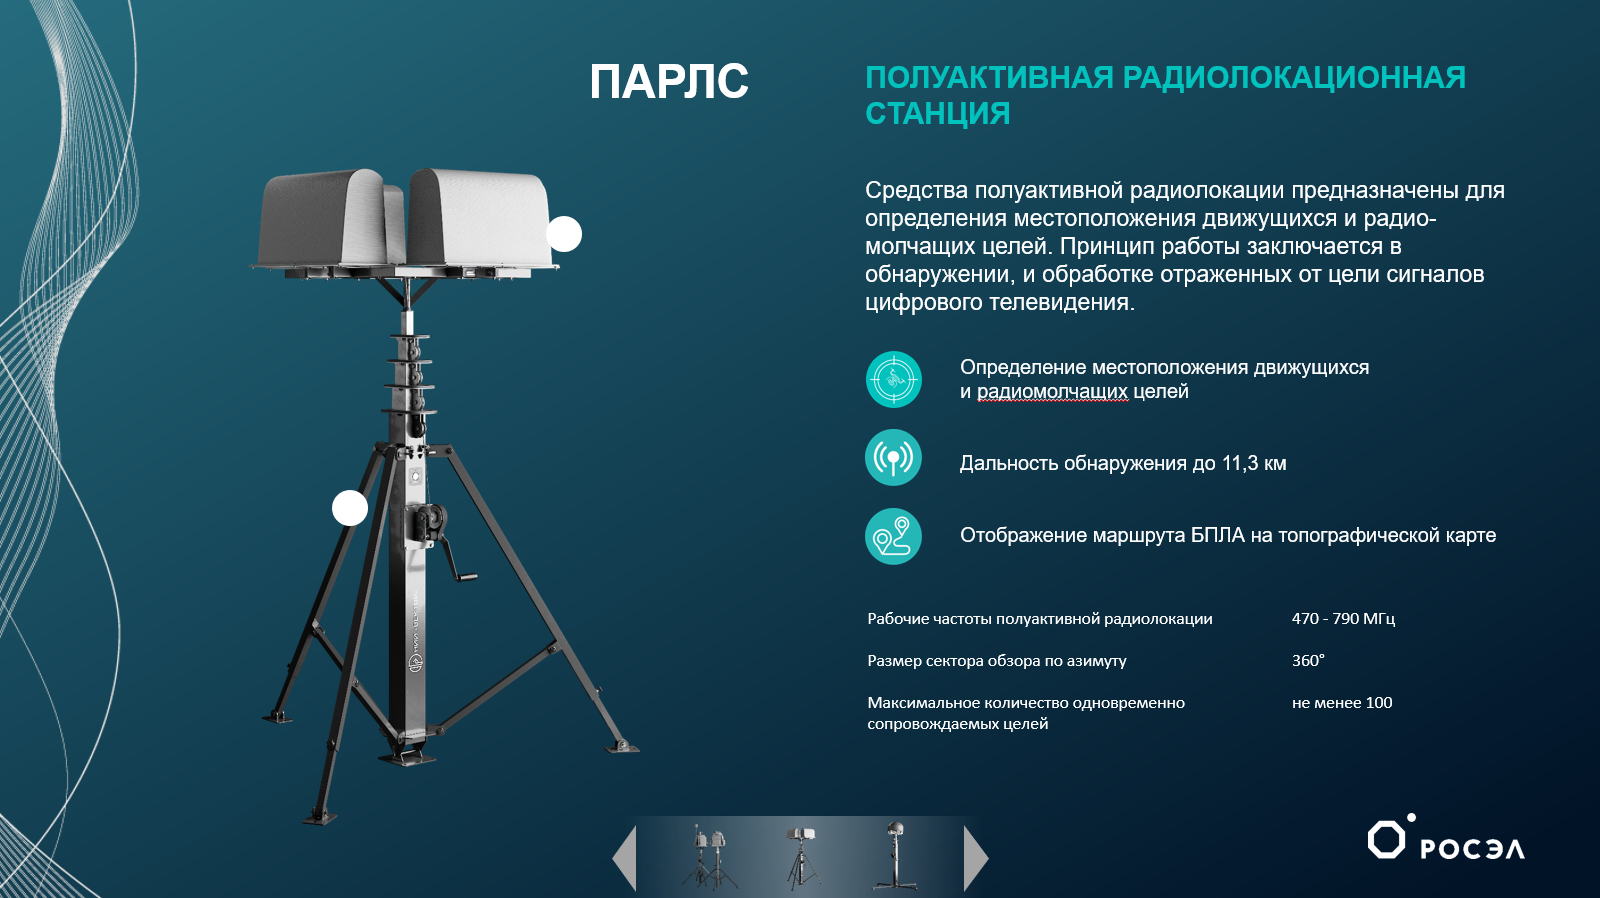 ПАРЛС
ПОЛУАКТИВНАЯ РАДИОЛОКАЦИОННАЯ
СТАНЦИЯ
Средства полуактивной радиолокации предназначены для
определения местоположения движущихся и радио-
молчащих целей. Принцип работы заключается в
обнаружении, и обработке отраженных от цели сигналов
цифрового телевидения.
Определение местоположения движущихся
и радиомолчащих целей
Дальность обнаружения до 11,3 км
Отображение маршрута БПЛА на топографической карте
Рабочие частоты полуактивной радиолокации 470 - 790 МГц
Размер сектора обзора по азимуту 360°
Максимальное количество одновременно не менее 100
сопровождаемых целей
РОСЭЛ